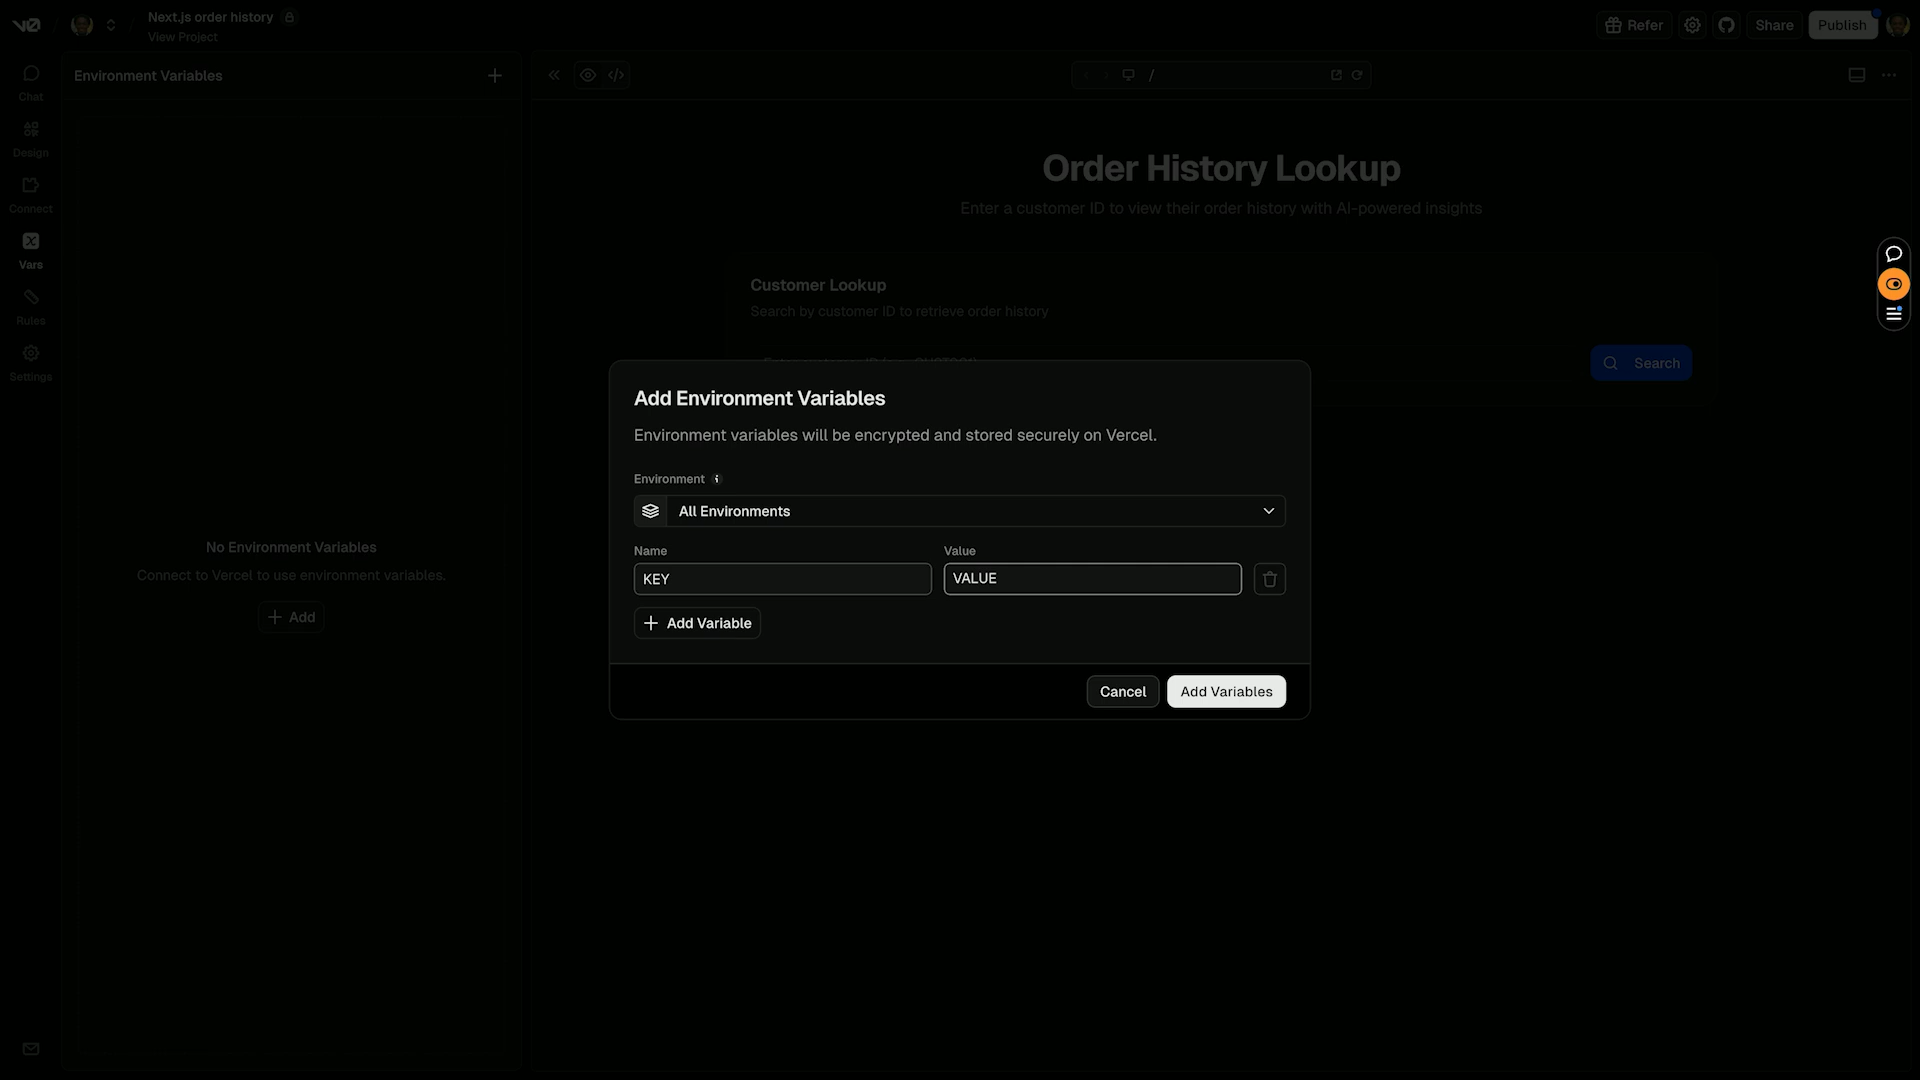 v0
Next.js order history
View Project
Refer
Share
Publish
Environment Variables
/
Chat
Design
Connect
Vars
Rules
Settings
Order History Lookup
Enter a customer ID to view their order history with AI-powered insights
Customer Lookup
Search by customer ID to retrieve order history
Search
No Environment Variables
Connect to Vercel to use environment variables.
Add
Add Environment Variables
Environment variables will be encrypted and stored securely on Vercel.
Environment
All Environments
Name
Value
KEY
VALUE
Add Variable
Cancel
Add Variables